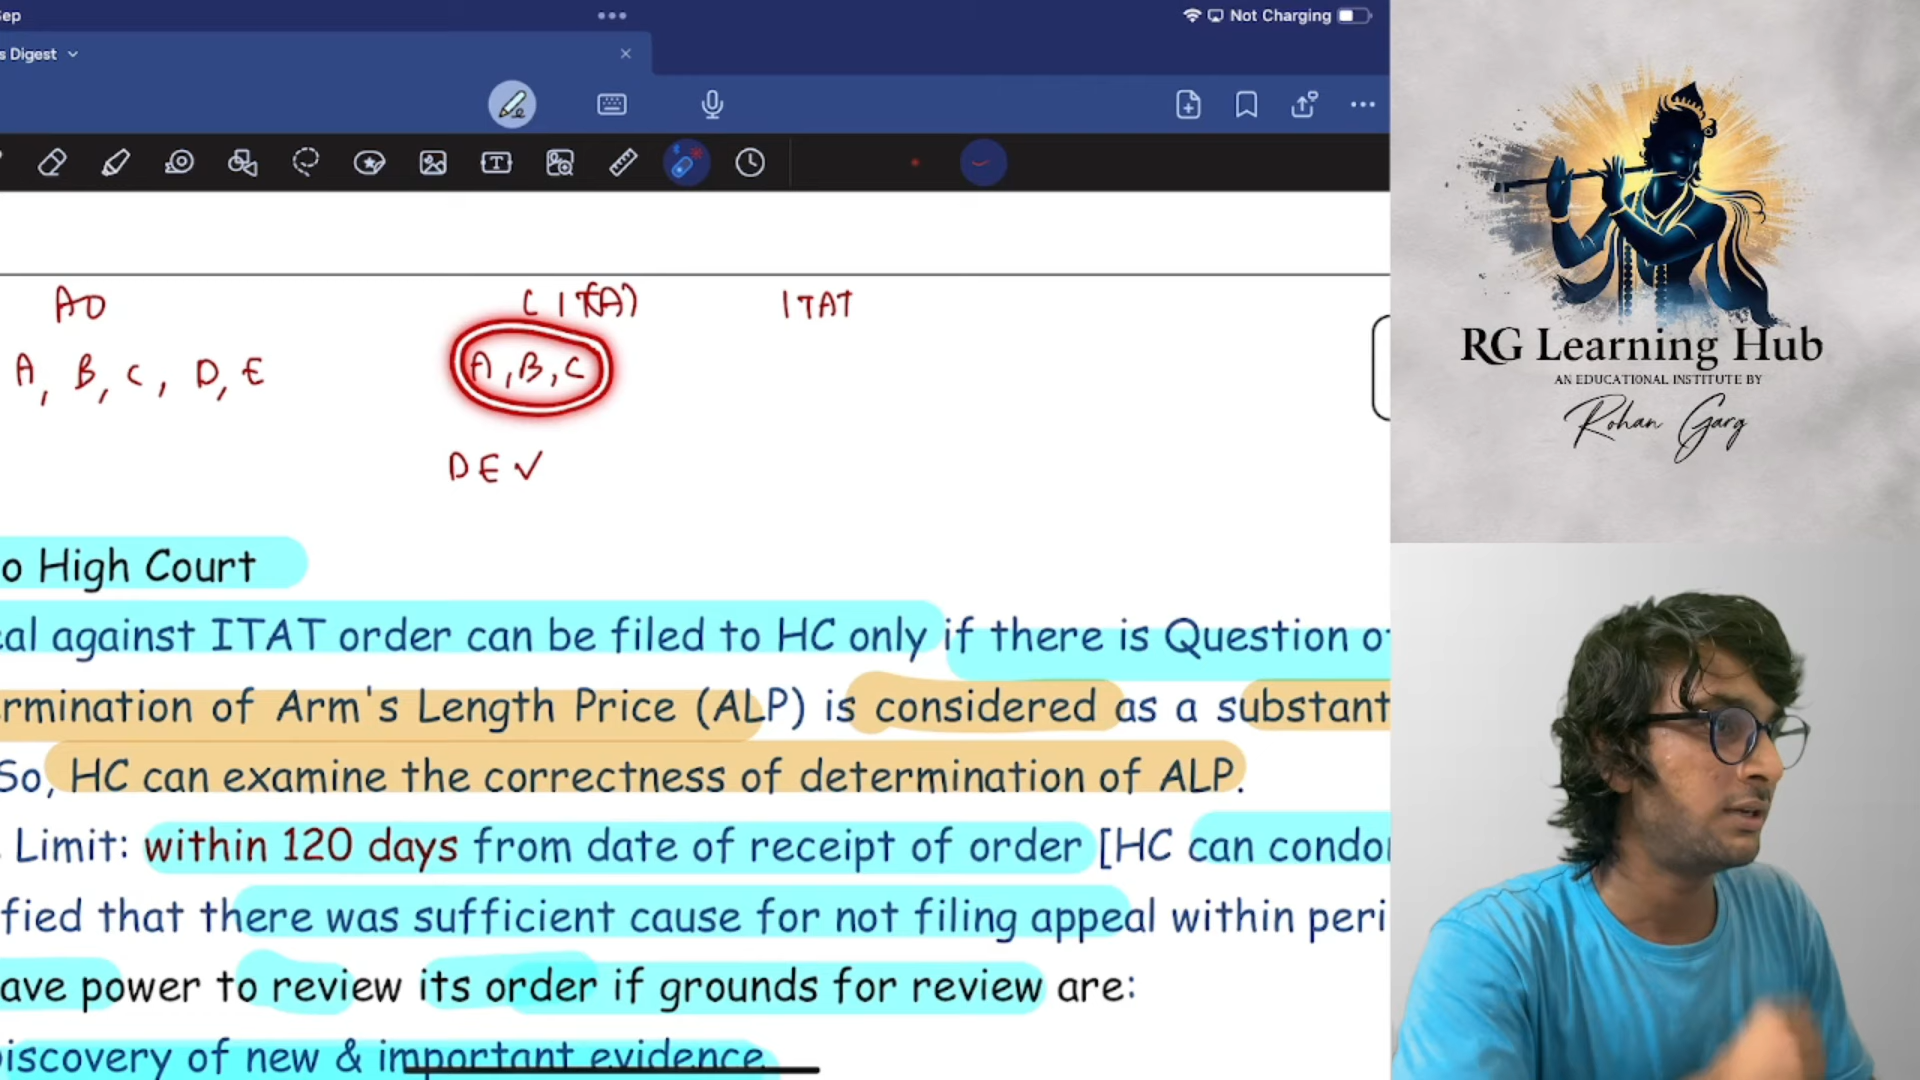 Sep
Not Charging
s Digest
AO
C I T(A)
ITAT
A, B, C, D, E
A, B, C
D E ✓
o High Court
eal against ITAT order can be filed to HC only if there is Question of
rmination of Arm's Length Price (ALP) is considered as a substant
So, HC can examine the correctness of determination of ALP.
Limit: within 120 days from date of receipt of order [HC can condo
fied that there was sufficient cause for not filing appeal within peri
ave power to review its order if grounds for review are:
Discovery of new & important evidence
RG Learning Hub
AN EDUCATIONAL INSTITUTE BY
Rohan Garg